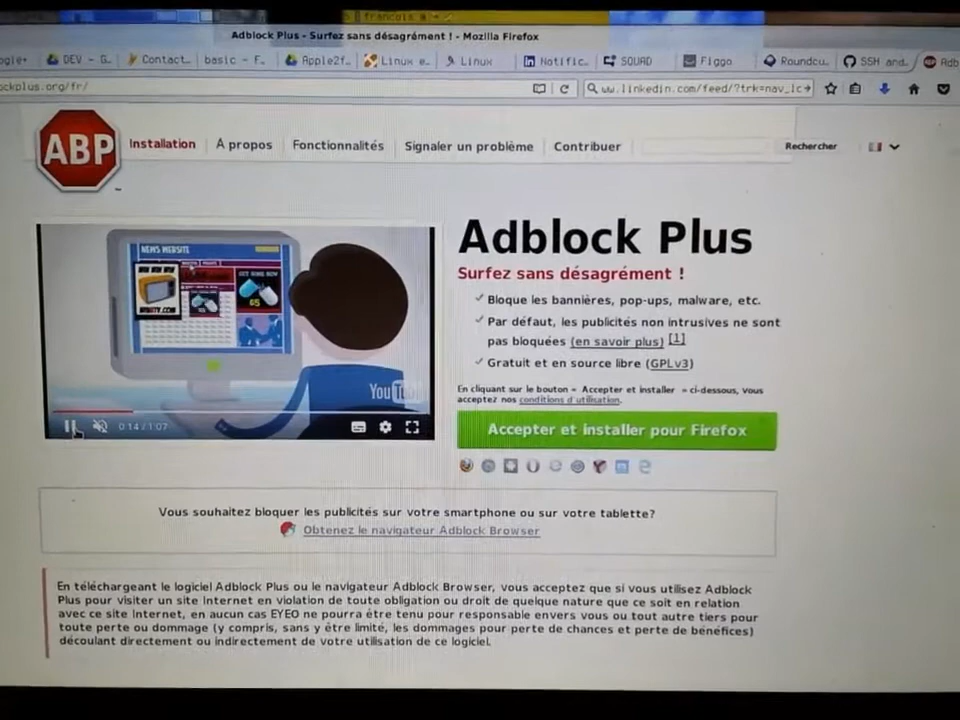 francois
Adblock Plus - Surfez sans désagrément ! - Mozilla Firefox
ogle+ DEV - G... Contact... basic - F... Apple2f... Linux e... Linux Notific... SQUAD Figgo Roundcu... SSH and... Adb
ockplus.org/fr/ ww.linkedin.com/feed/?trk=nav_lc
ABP Installation À propos Fonctionnalités Signaler un problème Contribuer Rechercher
NEWS WEBSITE
GET SOME NOW
$5
YouTube
0:14 / 1:07
Adblock Plus
Surfez sans désagrément !
Bloque les bannières, pop-ups, malware, etc.
Par défaut, les publicités non intrusives ne sont
pas bloquées (en savoir plus) [1]
Gratuit et en source libre (GPLv3)
En cliquant sur le bouton « Accepter et installer » ci-dessous, vous
acceptez nos conditions d'utilisation.
Accepter et installer pour Firefox
Vous souhaitez bloquer les publicités sur votre smartphone ou sur votre tablette?
Obtenez le navigateur Adblock Browser
En téléchargeant le logiciel Adblock Plus ou le navigateur Adblock Browser, vous acceptez que si vous utilisez Adblock
Plus pour visiter un site Internet en violation de toute obligation ou droit de quelque nature que ce soit en relation
avec ce site Internet, en aucun cas EYEO ne pourra être tenu pour responsable envers vous ou tout autre tiers pour
toute perte ou dommage (y compris, sans y être limité, les dommages pour perte de chances et perte de bénéfices)
découlant directement ou indirectement de votre utilisation de ce logiciel.